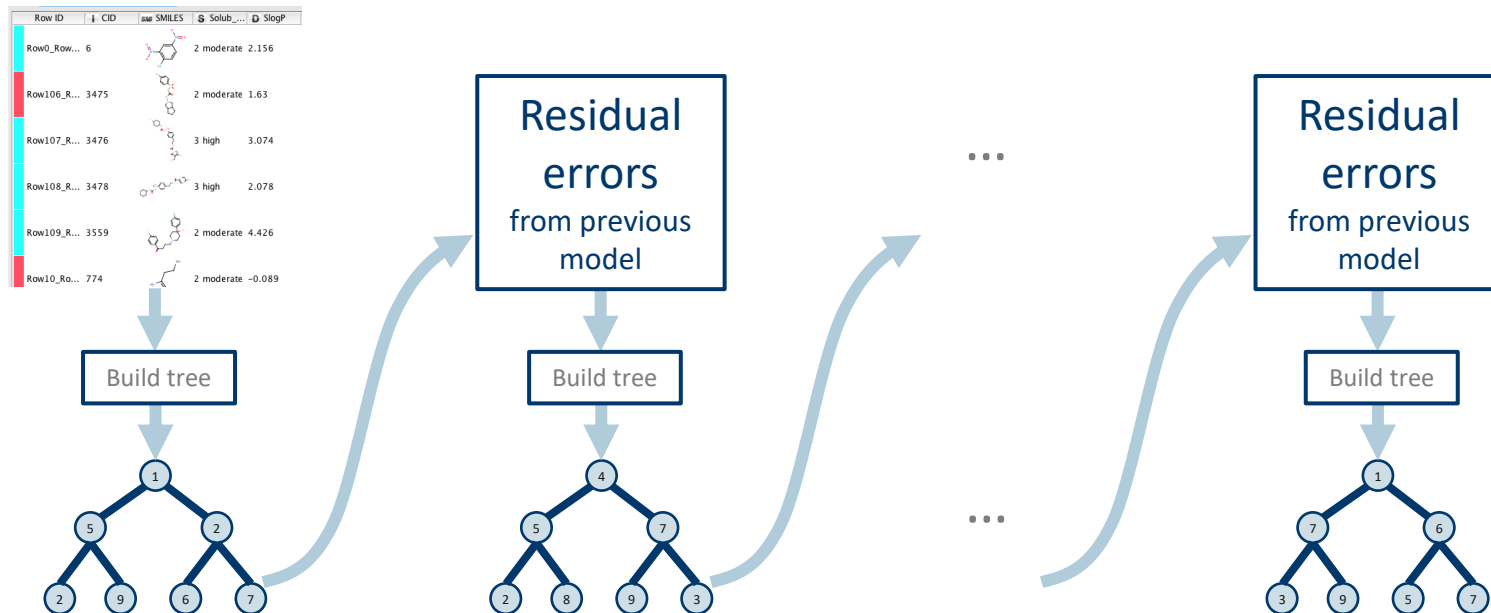 Row ID CID SMILES S Solub_... D SlogP
Row0_Row... 6 2 moderate 2.156
Row106_R... 3475 2 moderate 1.63
Row107_R... 3476 3 high 3.074
Row108_R... 3478 3 high 2.078
Row109_R... 3559 2 moderate 4.426
Row10_Ro... 774 2 moderate −0.089
Residual
errors
from previous
model
...
Residual
errors
from previous
model
Build tree
Build tree
Build tree
1
5 2
2 9 6 7
4
5 7
2 8 9 3
...
1
7 6
3 9 5 7